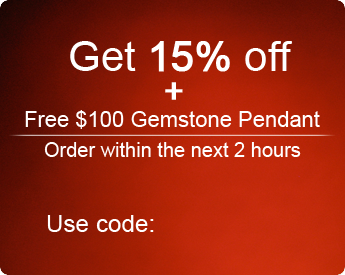 Get 15% off
+
Free $100 Gemstone Pendant
Order within the next 2 hours
Use code: